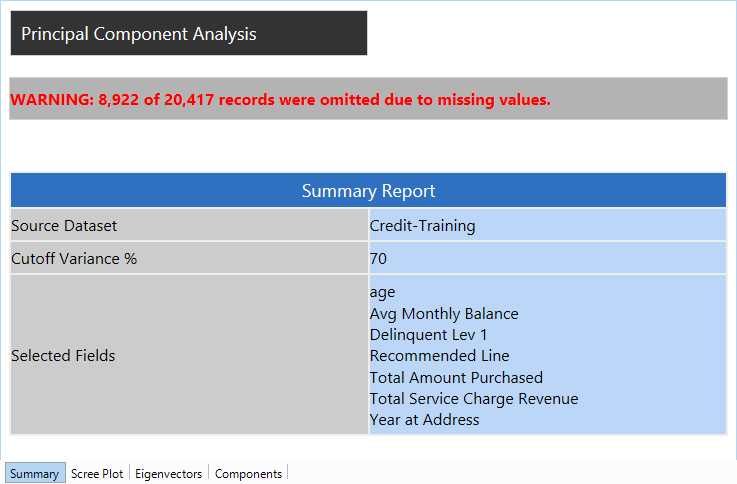 Principal Component Analysis
WARNING: 8,922 of 20,417 records were omitted due to missing values.
Summary Report
Source Dataset Credit-Training
Cutoff Variance % 70
Selected Fields
age
Avg Monthly Balance
Delinquent Lev 1
Recommended Line
Total Amount Purchased
Total Service Charge Revenue
Year at Address
Summary Scree Plot Eigenvectors Components